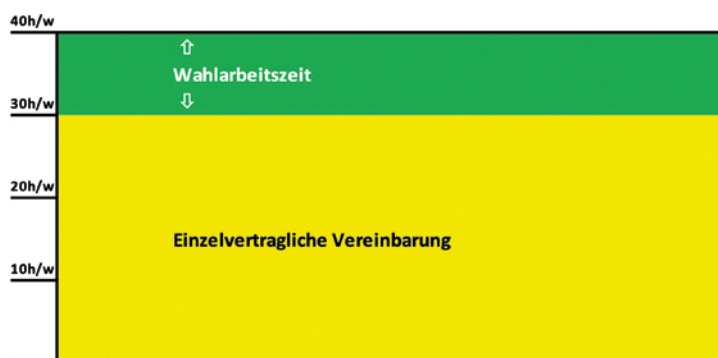 40h/w
Wahlarbeitszeit
30h/w
20h/w
Einzelvertragliche Vereinbarung
10h/w